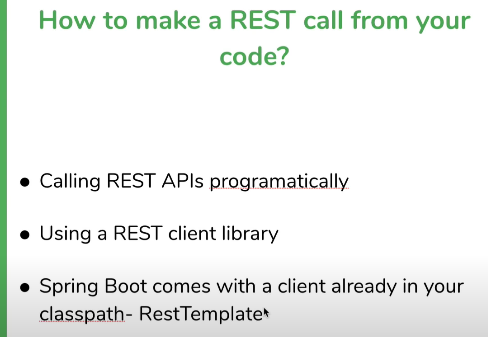 How to make a REST call from your
code?
● Calling REST APIs programatically
● Using a REST client library
● Spring Boot comes with a client already in your
classpath- RestTemplate